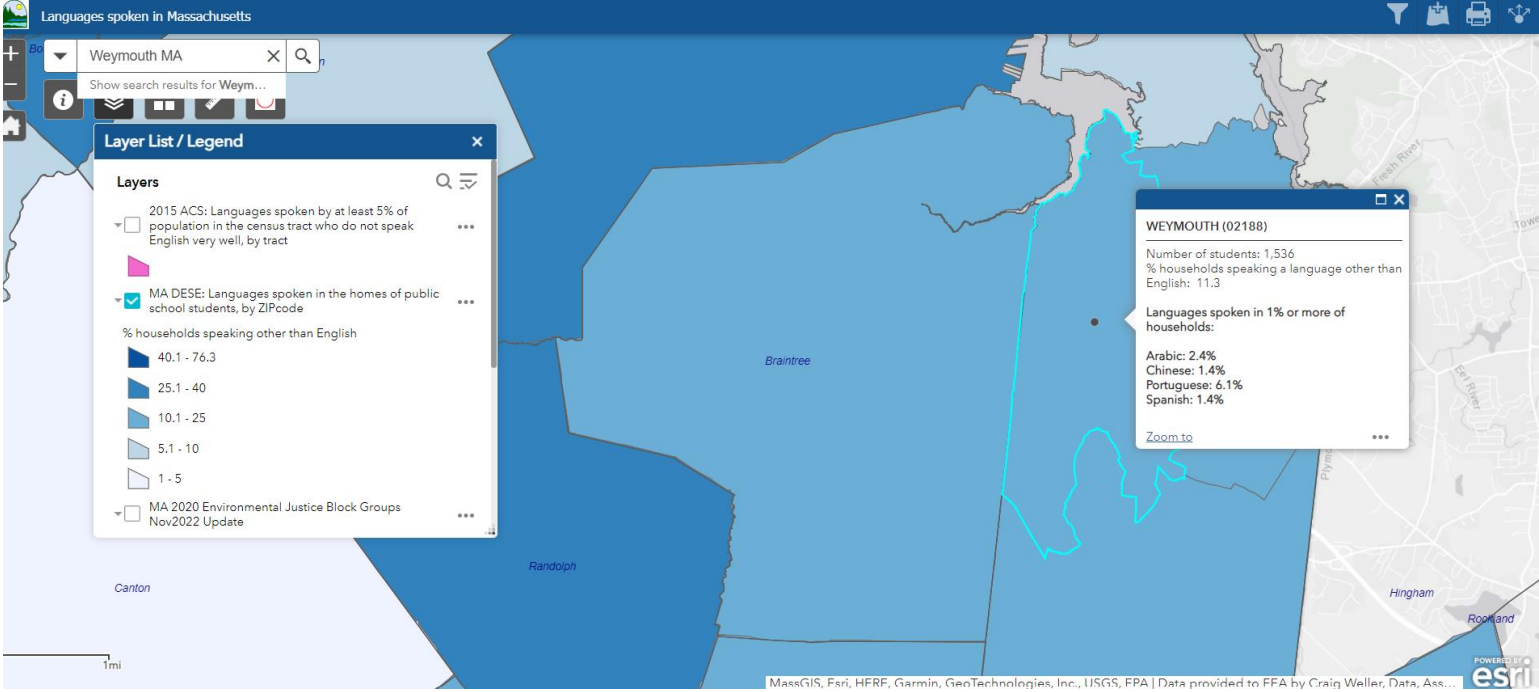 Languages spoken in Massachusetts
Weymouth MA
Show search results for Weym...
Layer List / Legend
Layers
2015 ACS: Languages spoken by at least 5% of
population in the census tract who do not speak
English very well, by tract
MA DESE: Languages spoken in the homes of public
school students, by ZIPcode
% households speaking other than English
40.1 - 76.3
25.1 - 40
10.1 - 25
5.1 - 10
1 - 5
MA 2020 Environmental Justice Block Groups
Nov2022 Update
WEYMOUTH (02188)
Number of students: 1,536
% households speaking a language other than
English: 11.3
Languages spoken in 1% or more of
households:
Arabic: 2.4%
Chinese: 1.4%
Portuguese: 6.1%
Spanish: 1.4%
Zoom to
Fresh River
Braintree
Eel River
Randolph
Canton
Hingham
Rockland
1mi
POWERED BY
esri
MassGIS, Esri, HERE, Garmin, GeoTechnologies, Inc., USGS, EPA | Data provided to EEA by Craig Weller, Data, Ass...